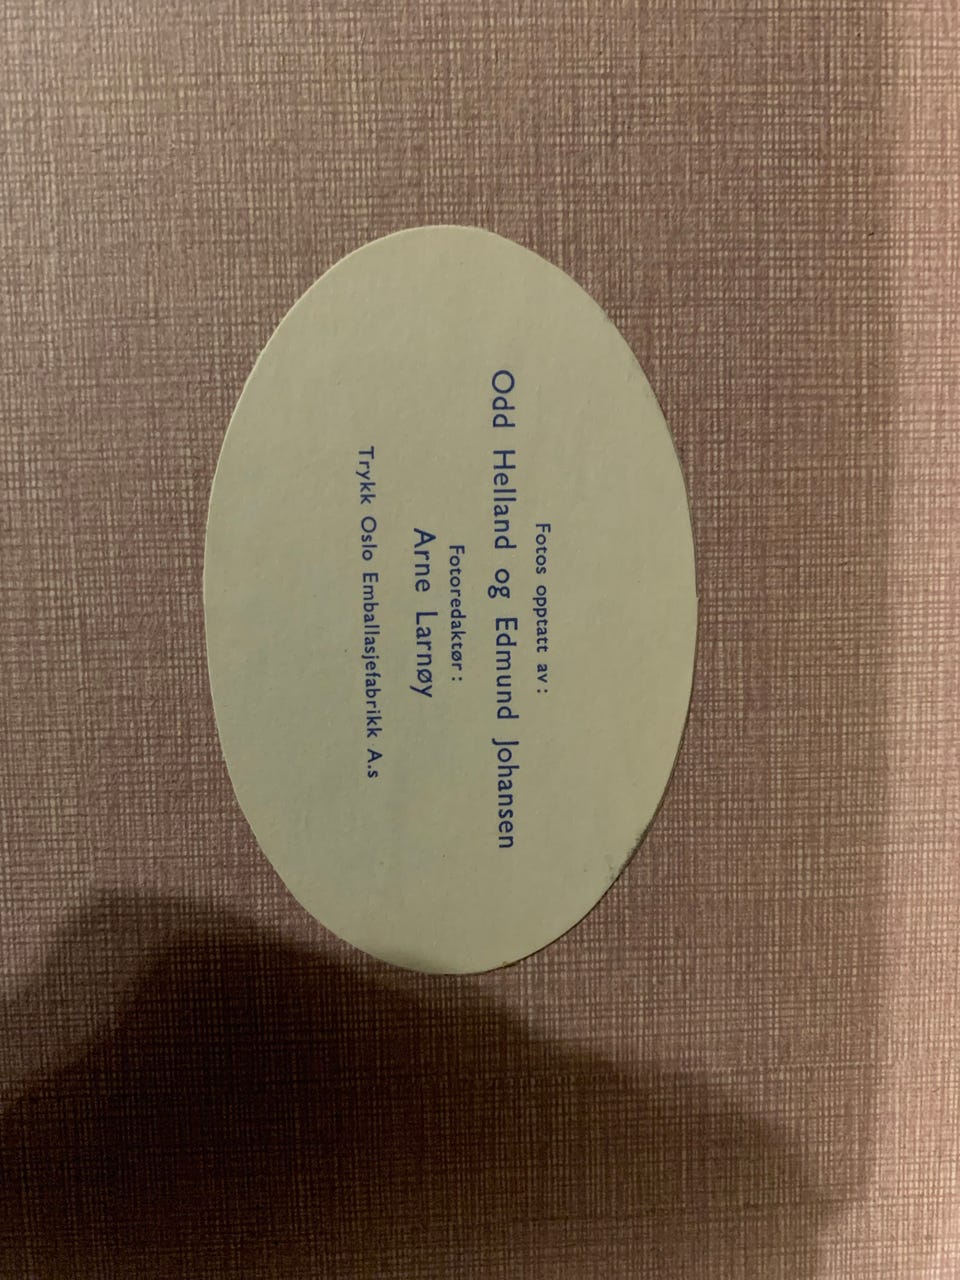 Fotos opptatt av:
Odd Helland og Edmund Johansen
Fotoredaktør:
Arne Larnøy
Trykk Oslo Emballasjefabrikk A.s